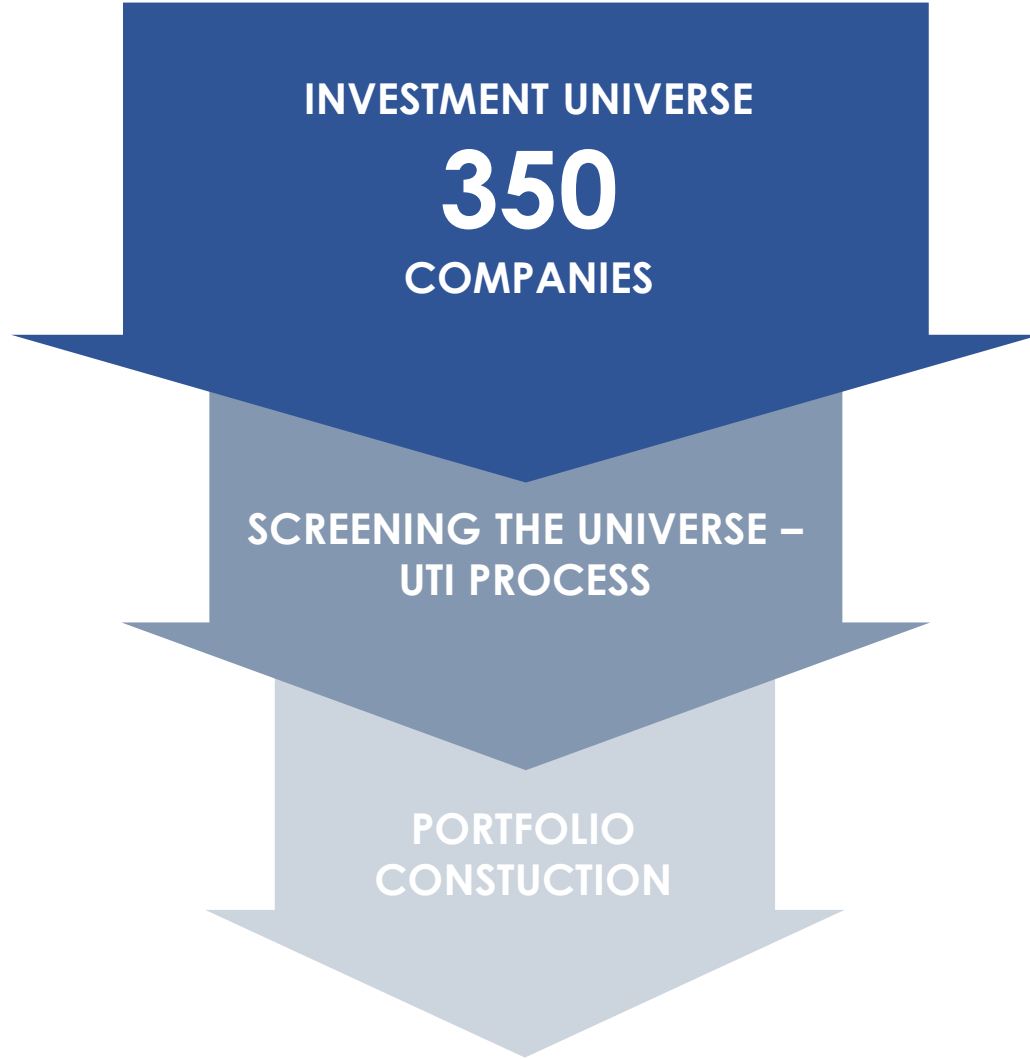 INVESTMENT UNIVERSE
350
COMPANIES
SCREENING THE UNIVERSE –
UTI PROCESS
PORTFOLIO
CONSTUCTION